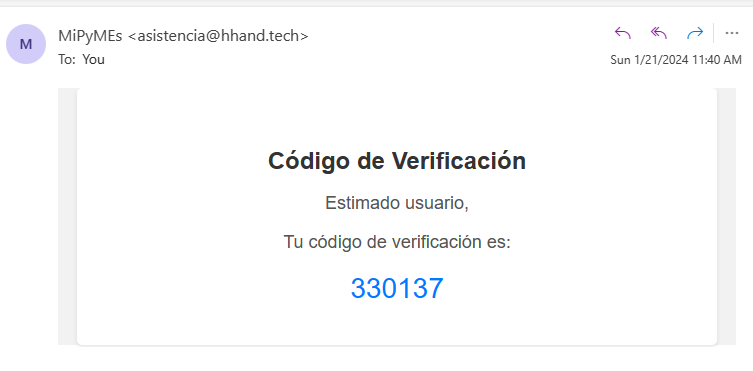 M
MiPyMEs <asistencia@hhand.tech>
To: You
Sun 1/21/2024 11:40 AM
Código de Verificación
Estimado usuario,
Tu código de verificación es:
330137